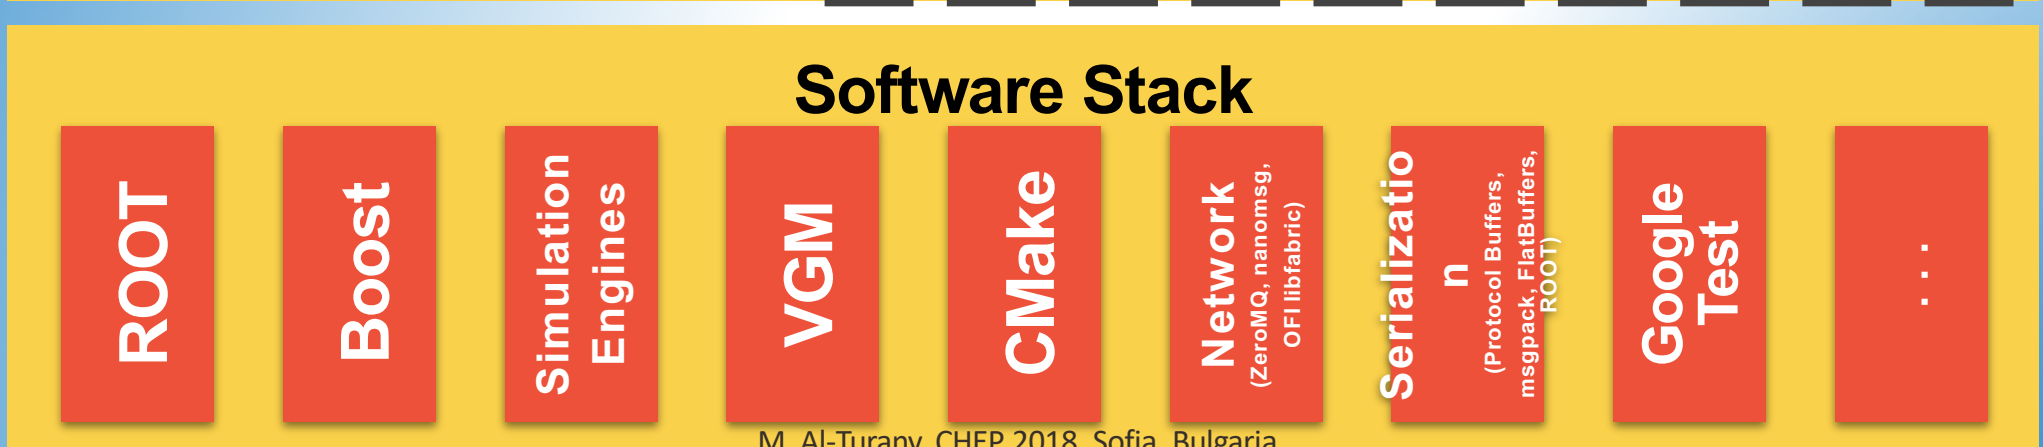 Software Stack
ROOT
Boost
Simulation
Engines
VGM
CMake
Network
(ZeroMQ, nanomsg,
OFI libfabric)
Serializatio
n
(Protocol Buffers,
msgpack, FlatBuffers,
ROOT)
Google
Test
...
M. Al-Turany, CHEP 2018, Sofia, Bulgaria